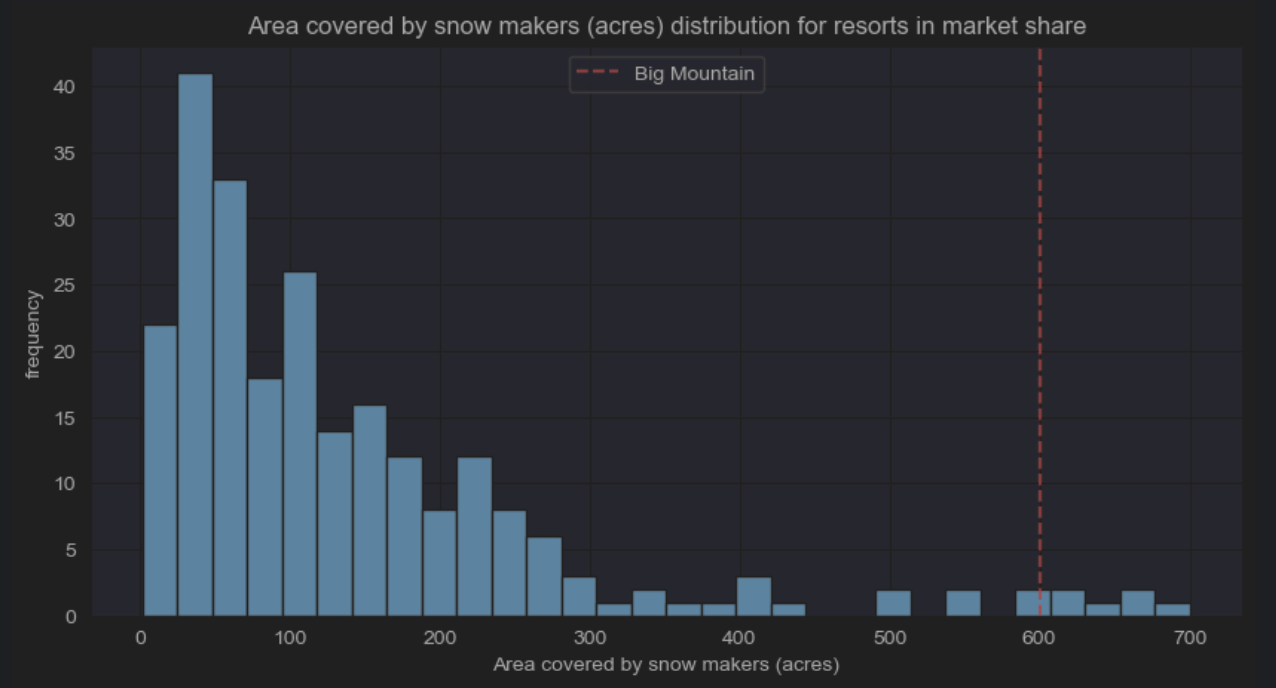 Area covered by snow makers (acres) distribution for resorts in market share
Big Mountain
frequency
40
35
30
25
20
15
10
5
0
0 100 200 300 400 500 600 700
Area covered by snow makers (acres)